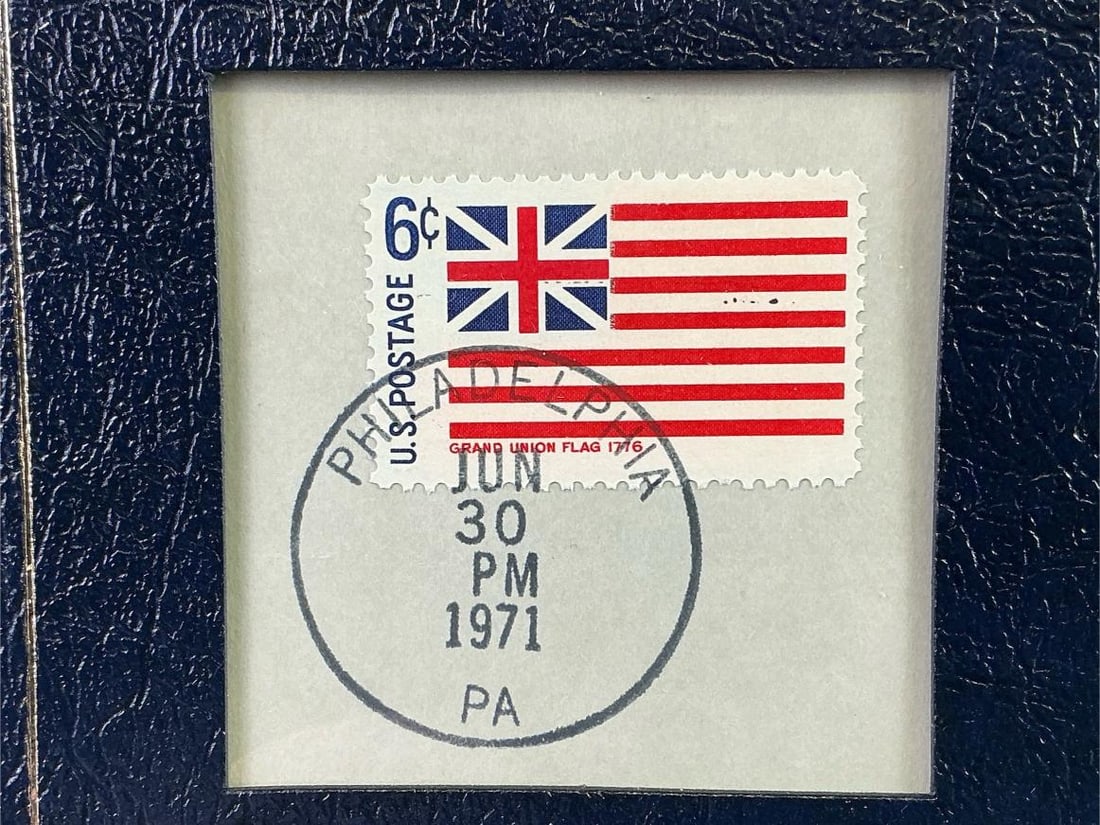 6¢
U.S. POSTAGE
GRAND UNION FLAG 1776
PHILADELPHIA
JUN
30
PM
1971
PA